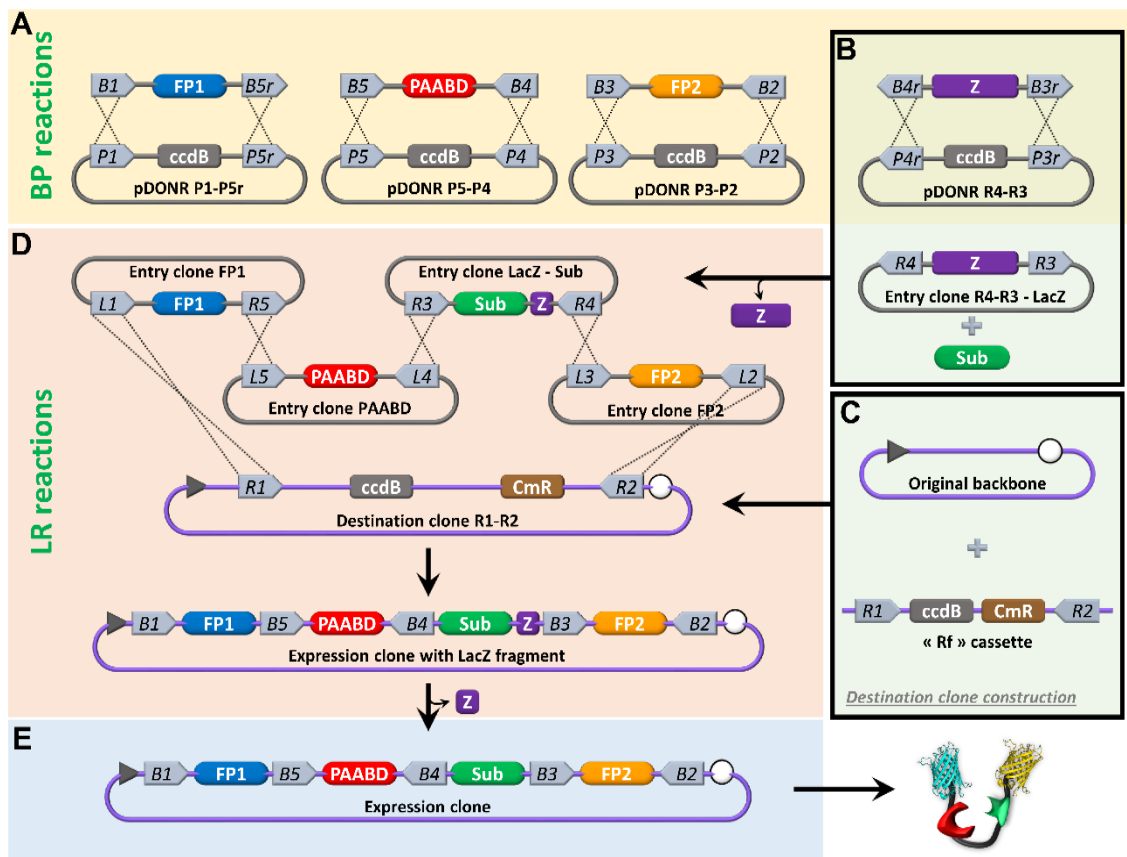 A
BP reactions
B1 FP1 B5r
P1 ccdB P5r
pDONR P1-P5r
B5 PAABD B4
P5 ccdB P4
pDONR P5-P4
B3 FP2 B2
P3 ccdB P2
pDONR P3-P2
B
B4r Z B3r
P4r ccdB P3r
pDONR R4-R3
R4 Z R3
Entry clone R4-R3 - LacZ
Sub
Z
C
Original backbone
R1 ccdB CmR R2
« Rf » cassette
Destination clone construction
D
LR reactions
Entry clone FP1
L1 FP1 R5
Entry clone LacZ - Sub
R3 Sub Z R4
L5 PAABD L4
Entry clone PAABD
L3 FP2 L2
Entry clone FP2
R1 ccdB CmR R2
Destination clone R1-R2
B1 FP1 B5 PAABD B4 Sub Z B3 FP2 B2
Expression clone with LacZ fragment
Z
E
B1 FP1 B5 PAABD B4 Sub B3 FP2 B2
Expression clone